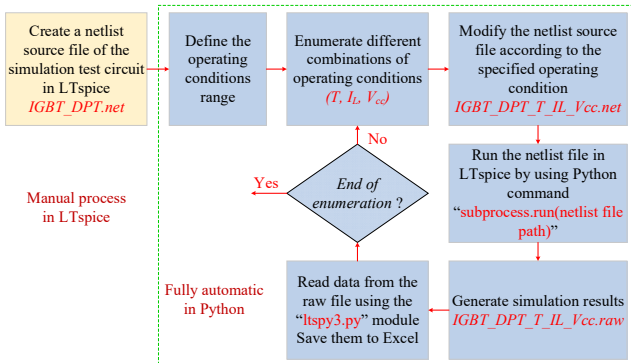 Create a netlist
source file of the
simulation test circuit
in LTspice
IGBT_DPT.net
Define the
operating
conditions
range
Enumerate different
combinations of
operating conditions
(T, IL, Vcc)
Modify the netlist source
file according to the
specified operating
condition
IGBT_DPT_T_IL_Vcc.net
No
Yes
End of
enumeration ?
Run the netlist file in
LTspice by using Python
command
“subprocess.run(netlist file
path)”
Manual process
in LTspice
Fully automatic
in Python
Read data from the
raw file using the
“ltspy3.py” module
Save them to Excel
Generate simulation results
IGBT_DPT_T_IL_Vcc.raw